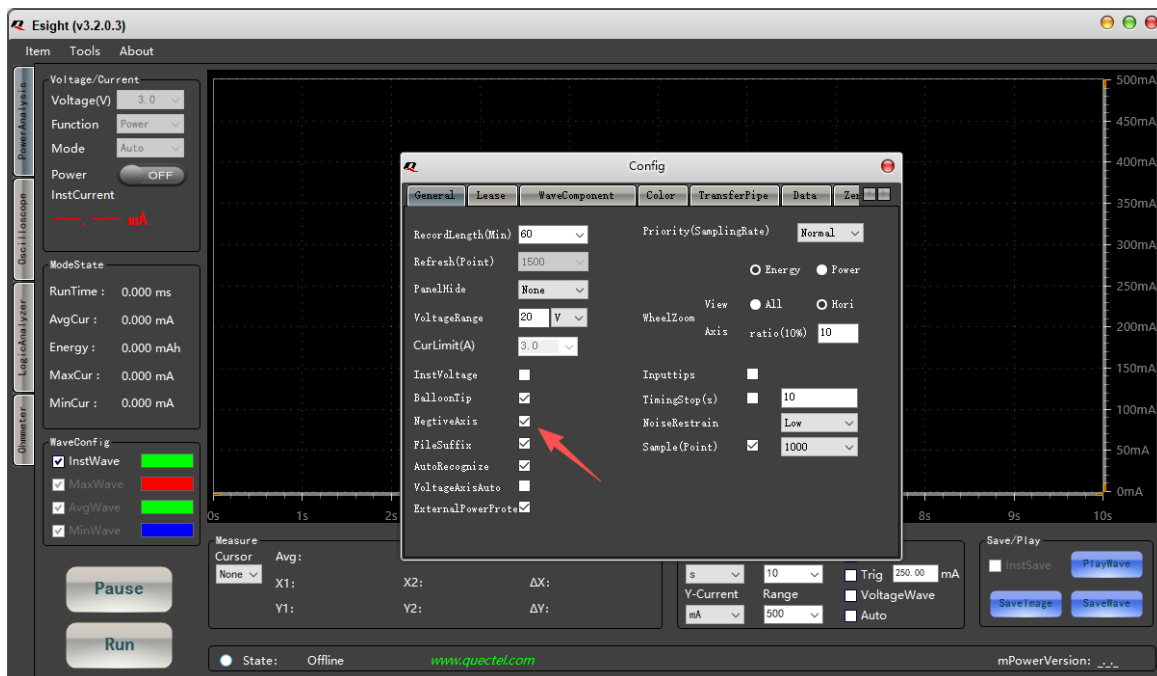 Esight (v3.2.0.3)
Item Tools About
PowerAnalysis
Oscilloscope
LogicAnalyzer
Ohmmeter
Voltage/Current
Voltage(V) 3.0
Function Power
Mode Auto
Power OFF
InstCurrent
---.--- mA
ModeState
RunTime : 0.000 ms
AvgCur : 0.000 mA
Energy : 0.000 mAh
MaxCur : 0.000 mA
MinCur : 0.000 mA
WaveConfig
InstWave
MaxWave
AvgWave
MinWave
Pause
Run
500mA
450mA
400mA
350mA
300mA
250mA
200mA
150mA
100mA
50mA
0mA
0s 1s 2s 8s 9s 10s
Config
General Lease WaveComponent Color TransferPipe Data
RecordLength(Min) 60
Refresh(Point) 1500
PanelHide None
VoltageRange 20 V
CurLimit(A) 3.0
InstVoltage
BalloonTip
NegtiveAxis
FileSuffix
AutoRecognize
VoltageAxisAuto
ExternalPowerProte
Priority(SamplingRate) Normal
Energy Power
View All Hori
WheelZoom
Axis ratio(10%) 10
Inputtips
TimingStop(s) 10
NoiseRestrain Low
Sample(Point) 1000
Measure
Cursor Avg:
None
X1: X2: ΔX:
Y1: Y2: ΔY:
s 10
Y-Current Range
mA 500
Trig 250.00 mA
VoltageWave
Auto
Save/Play
InstSave PlayWave
SaveImage SaveWave
State: Offline www.quectel.com mPowerVersion: _._